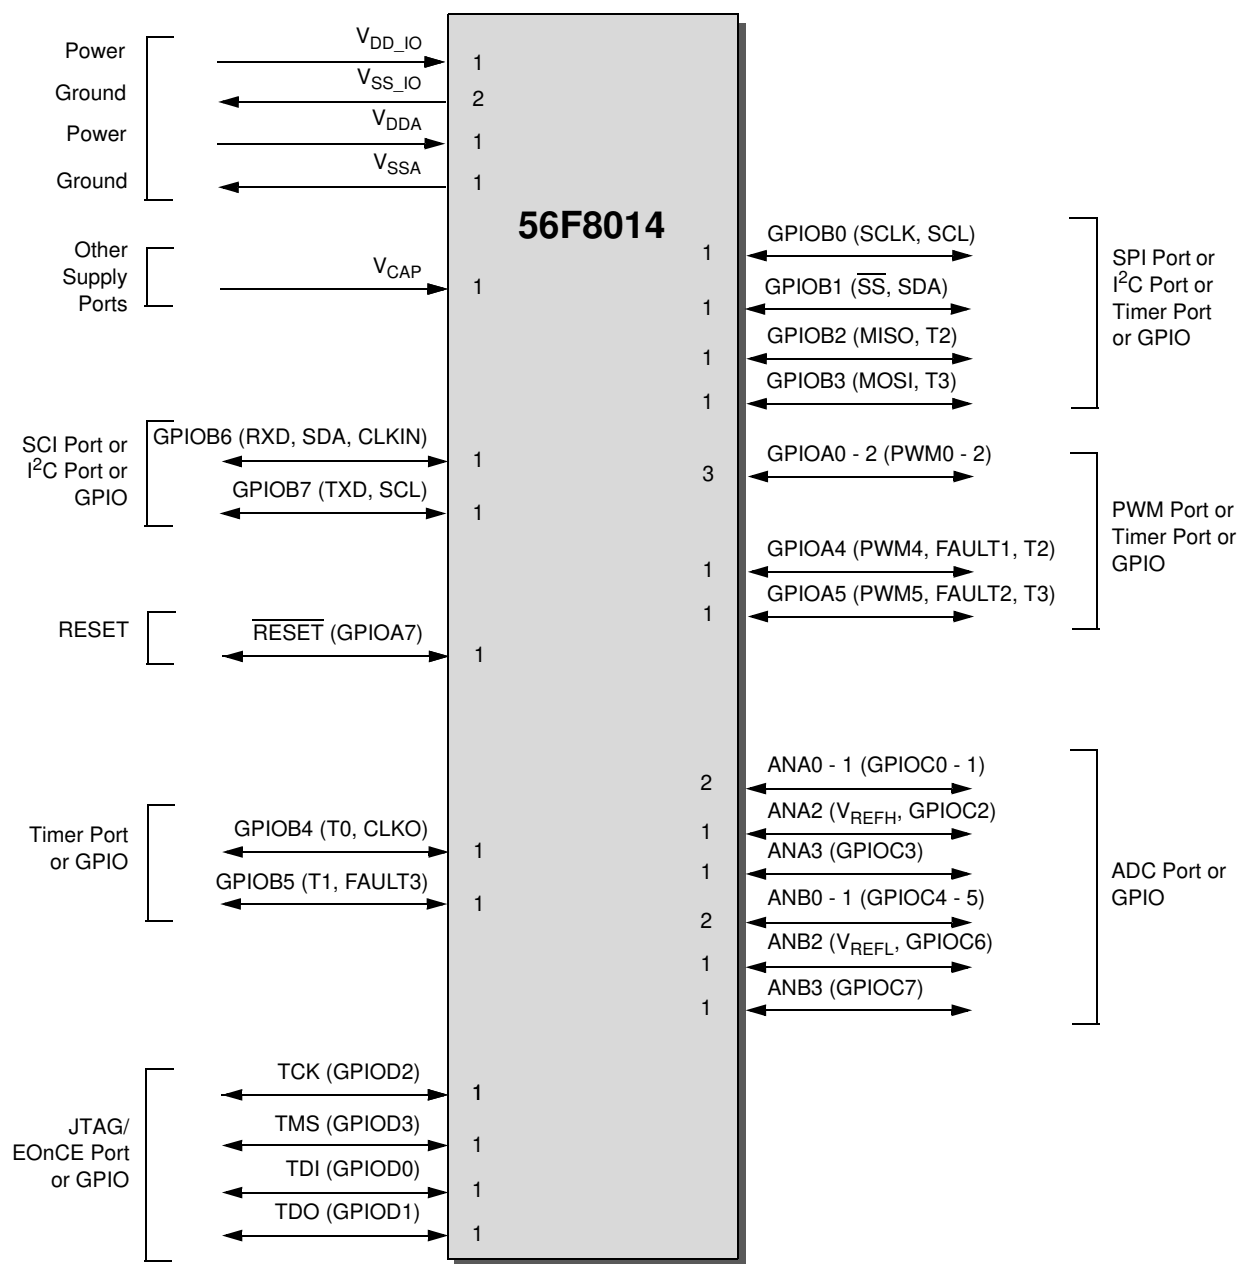 Power
V_DD_IO
1
Ground
V_SS_IO
2
Power
V_DDA
1
Ground
V_SSA
1
56F8014
Other
Supply
Ports
V_CAP
1
SCI Port or
I²C Port or
GPIO
GPIOB6 (RXD, SDA, CLKIN)
1
GPIOB7 (TXD, SCL)
1
RESET
R̅E̅S̅E̅T̅ (GPIOA7)
1
Timer Port
or GPIO
GPIOB4 (T0, CLKO)
1
GPIOB5 (T1, FAULT3)
1
JTAG/
EOnCE Port
or GPIO
TCK (GPIOD2)
1
TMS (GPIOD3)
1
TDI (GPIOD0)
1
TDO (GPIOD1)
1
1
GPIOB0 (SCLK, SCL)
1
GPIOB1 (S̅S̅, SDA)
1
GPIOB2 (MISO, T2)
1
GPIOB3 (MOSI, T3)
SPI Port or
I²C Port or
Timer Port
or GPIO
3
GPIOA0 - 2 (PWM0 - 2)
1
GPIOA4 (PWM4, FAULT1, T2)
1
GPIOA5 (PWM5, FAULT2, T3)
PWM Port or
Timer Port or
GPIO
2
ANA0 - 1 (GPIOC0 - 1)
1
ANA2 (V_REFH, GPIOC2)
1
ANA3 (GPIOC3)
2
ANB0 - 1 (GPIOC4 - 5)
1
ANB2 (V_REFL, GPIOC6)
1
ANB3 (GPIOC7)
ADC Port or
GPIO